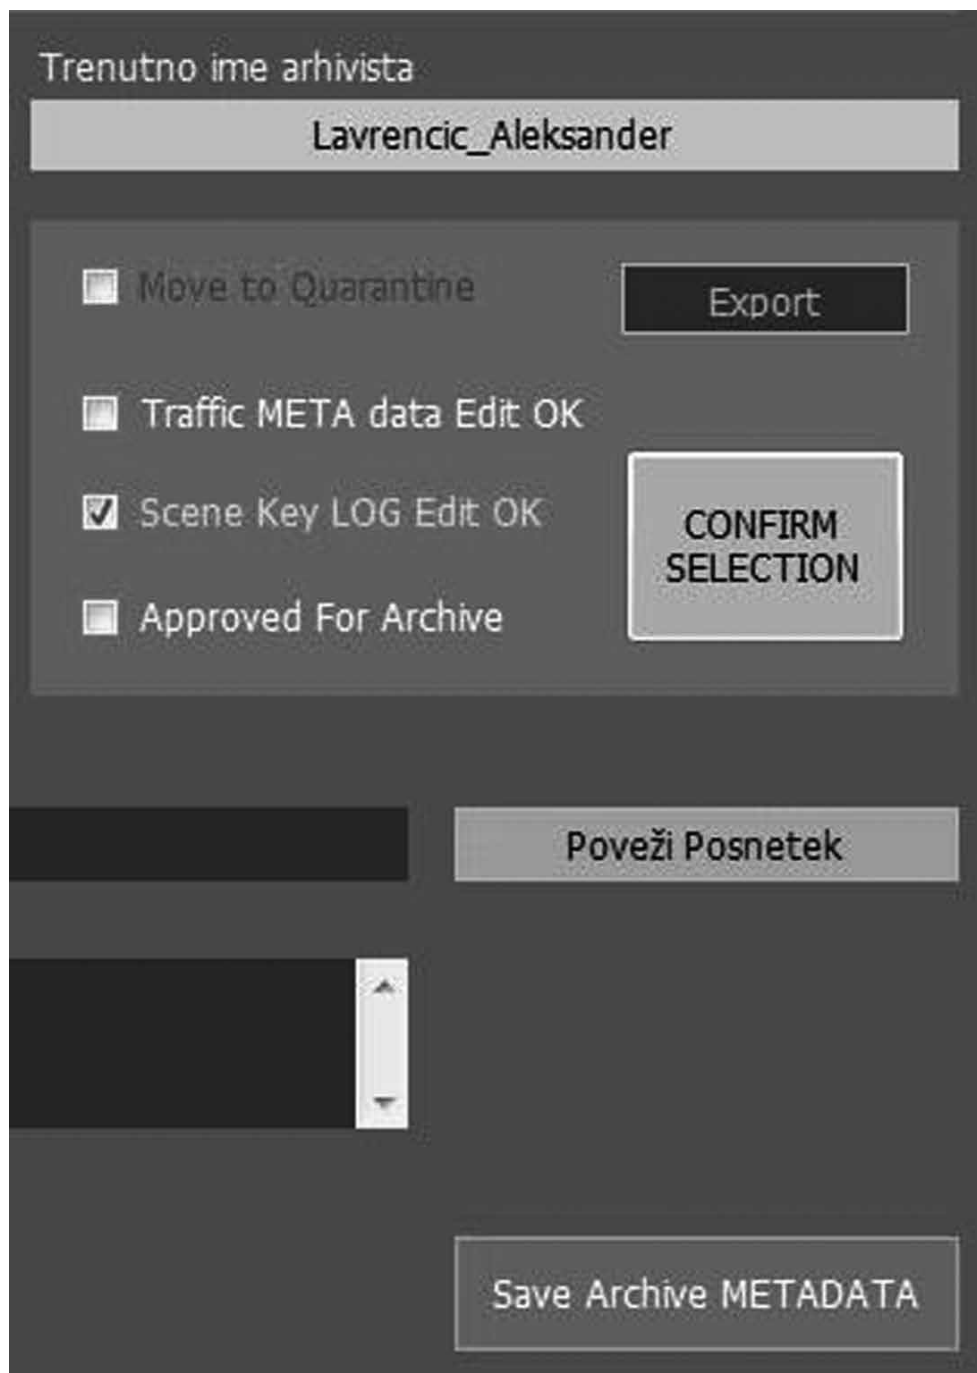 Trenutno ime arhivista
Lavrencic_Aleksander
Move to Quarantine
Export
Traffic META data Edit OK
Scene Key LOG Edit OK
CONFIRM
SELECTION
Approved For Archive
Poveži Posnetek
Save Archive METADATA